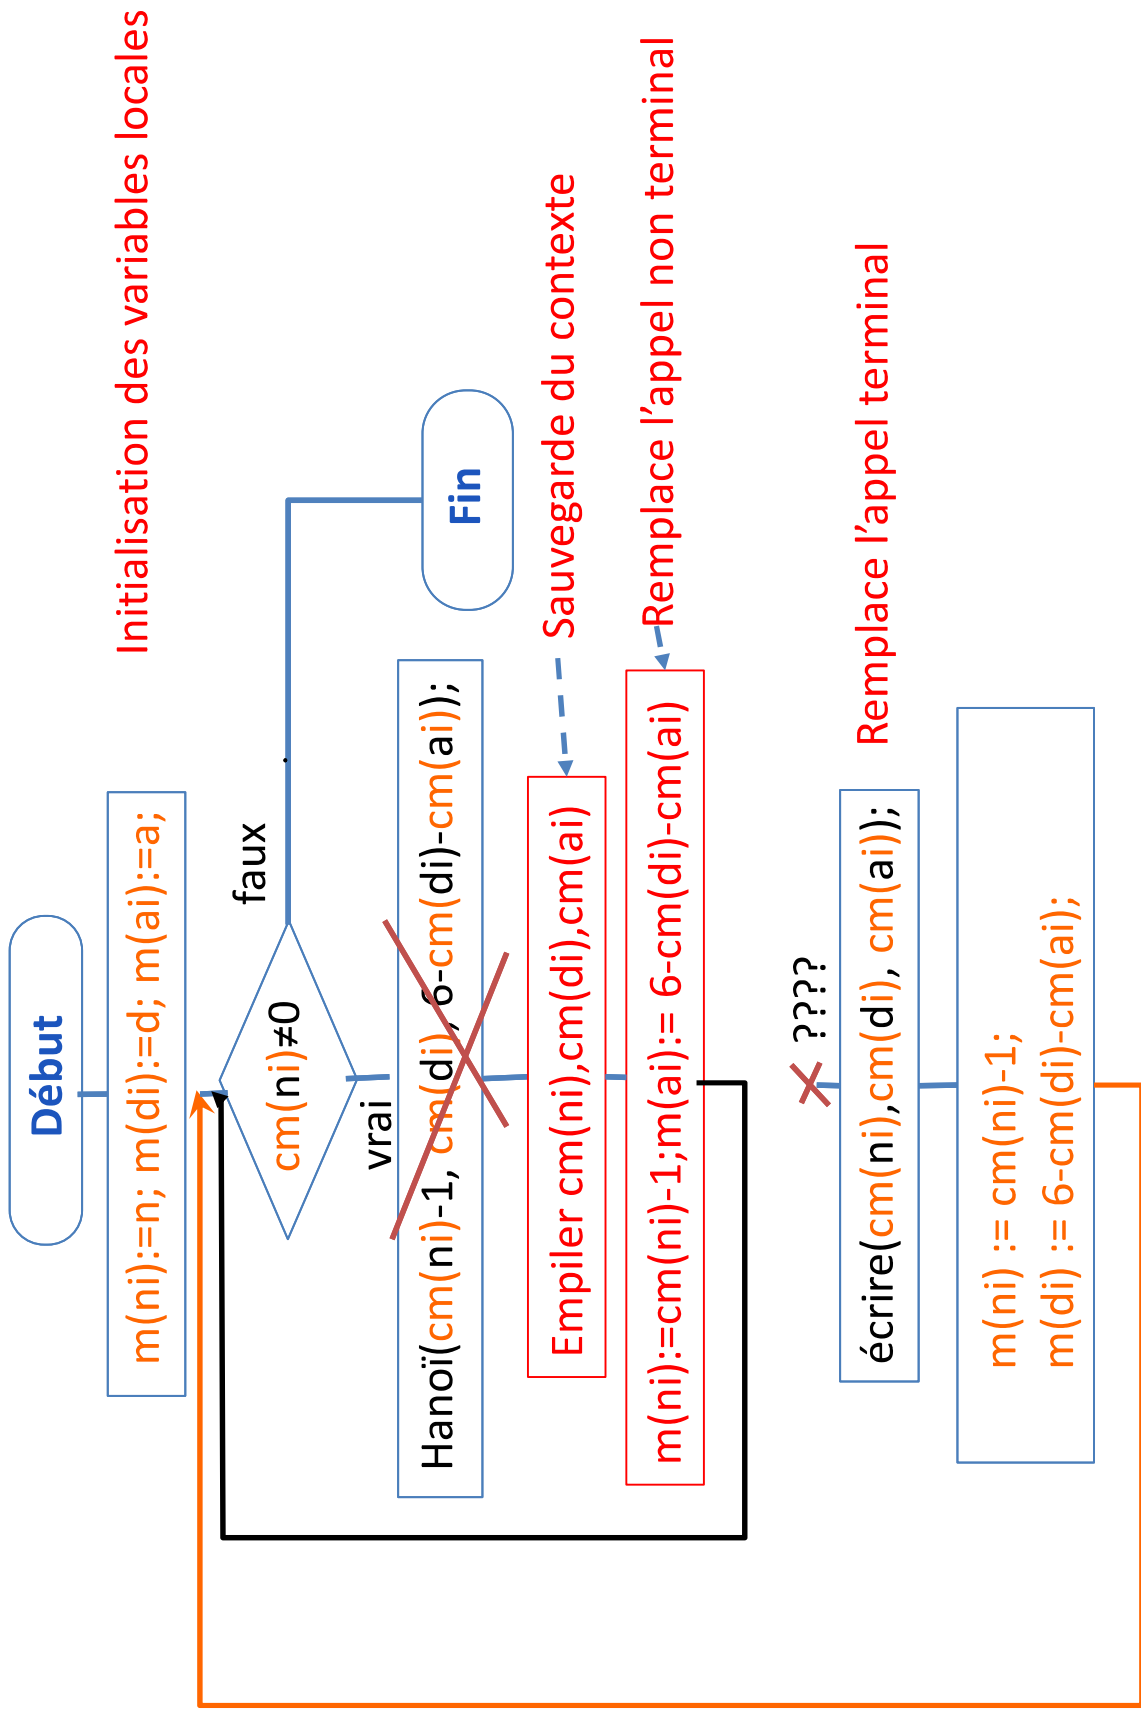 Début
m(ni):=n; m(di):=d; m(ai):=a;
Initialisation des variables locales
cm(ni)≠0
faux
vrai
Fin
Hanoï(cm(ni)-1, cm(di), 6-cm(di)-cm(ai));
Empiler cm(ni),cm(di),cm(ai)
Sauvegarde du contexte
m(ni):=cm(ni)-1;m(ai):= 6-cm(di)-cm(ai)
Remplace l’appel non terminal
????
écrire(cm(ni),cm(di), cm(ai));
Remplace l’appel terminal
m(ni) := cm(ni)-1;
m(di) := 6-cm(di)-cm(ai);